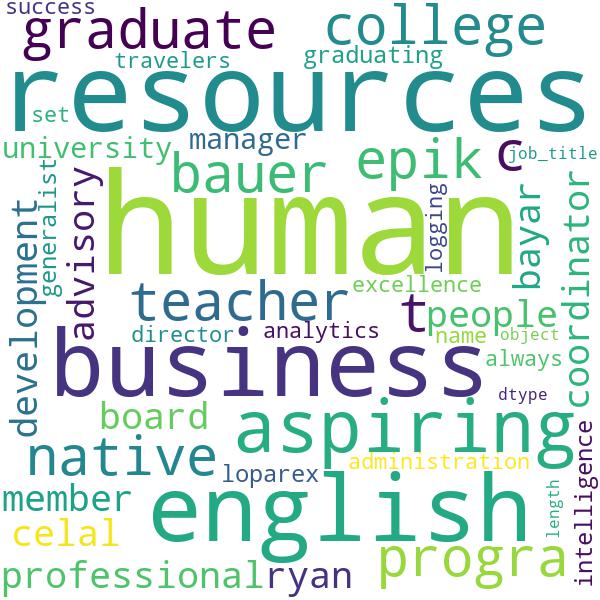 success
graduate
college
travelers
graduating
resources
set
university
manager
c
job_title
bauer
epik
human
generalist
development
advisory
logging
bayar
coordinator
teacher
excellence
t
people
director
analytics
name
object
business
always
dtype
board
aspiring
native
loparex
administration
intelligence
member
english
length
celal
progra
professional
ryan